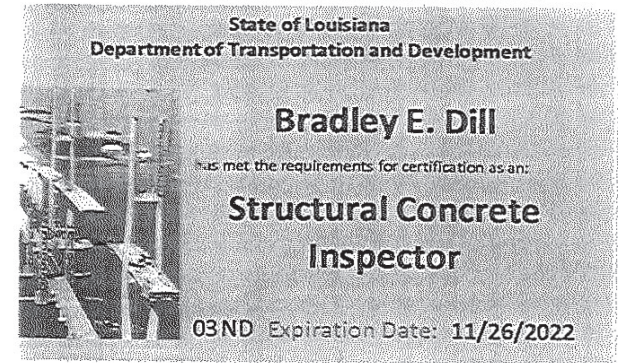 State of Louisiana
Department of Transportation and Development
Bradley E. Dill
has met the requirements for certification as an:
Structural Concrete
Inspector
03ND Expiration Date: 11/26/2022